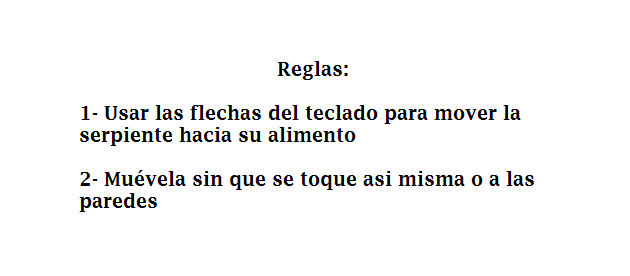 Reglas:
1- Usar las flechas del teclado para mover la
serpiente hacia su alimento
2- Muévela sin que se toque asi misma o a las
paredes